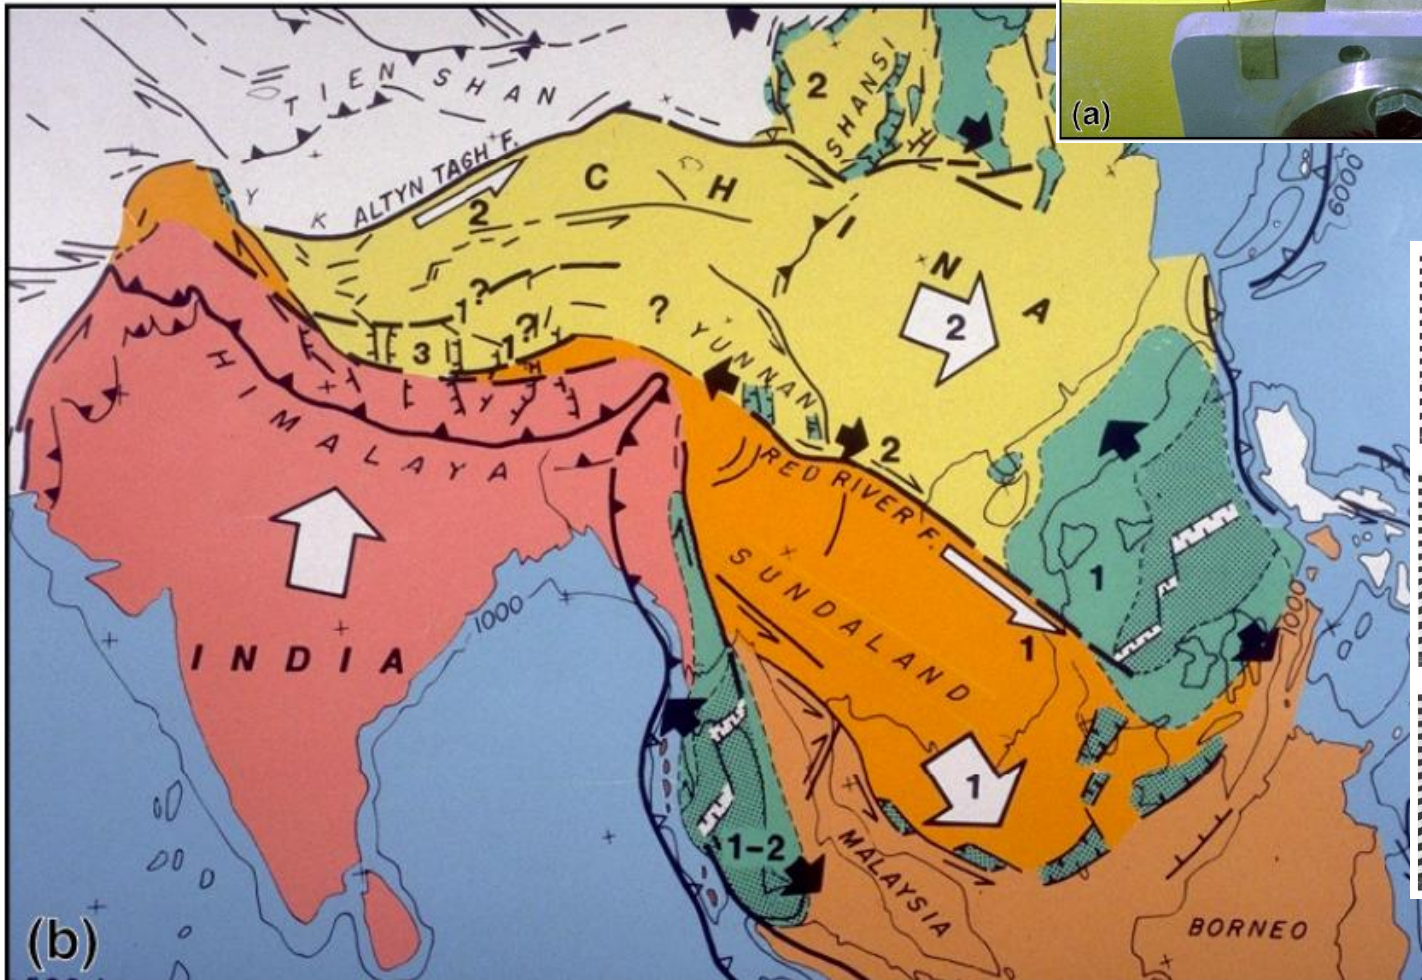 (a)
TIEN SHAN
2
SHANSI
H
6000
Y
K
ALTYN TAGH F.
2
C H
N
A
1?
?
1?
?
3
H
Y
YUNNAN
2
2
HIMALAYA
RED RIVER F.
SUNDALAND
1
1
1000
1000
INDIA
1
1-2
MALAYSIA
BORNEO
(b)